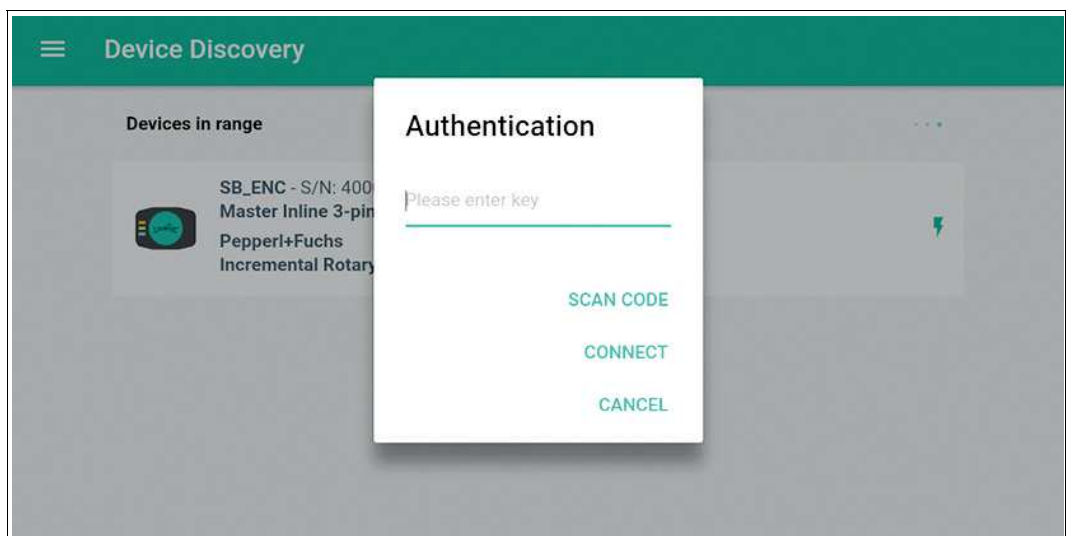 Device Discovery
Devices in range
Authentication
SB_ENC - S/N: 400
Master Inline 3-pin
Pepperl+Fuchs
Incremental Rotary
Please enter key
SCAN CODE
CONNECT
CANCEL